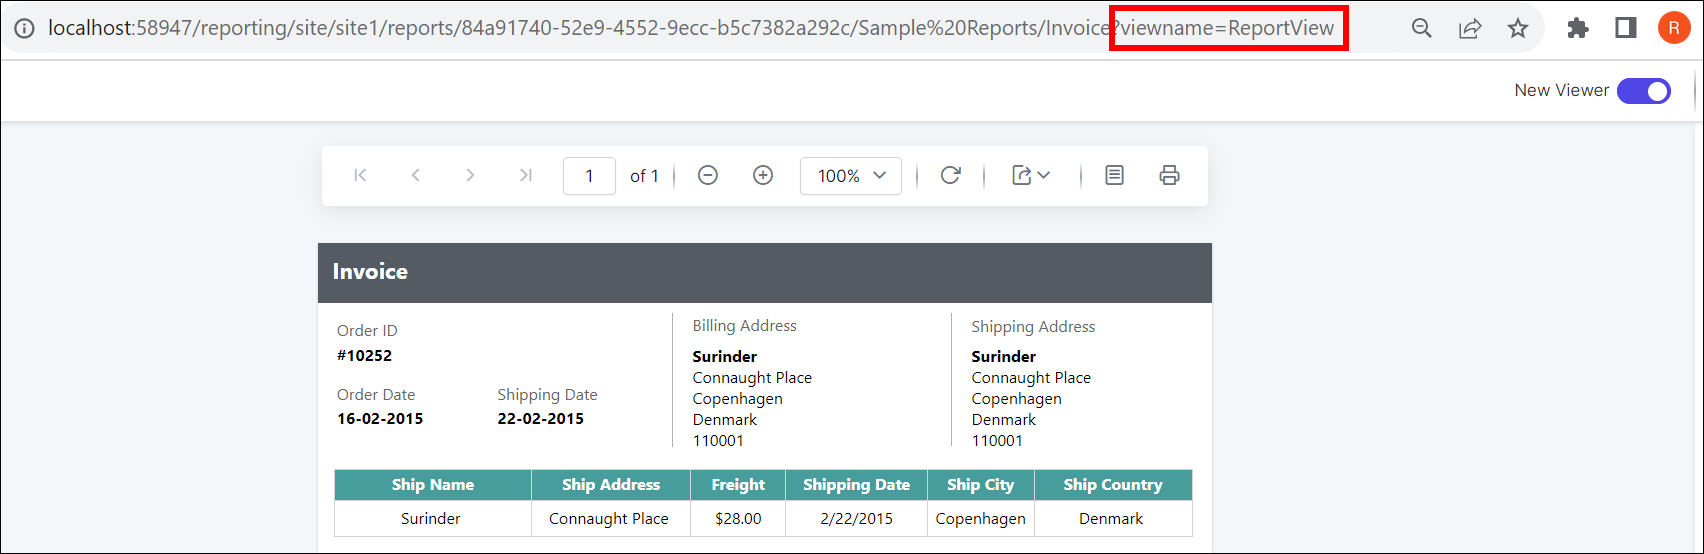 localhost:58947/reporting/site/site1/reports/84a91740-52e9-4552-9ecc-b5c7382a292c/Sample%20Reports/Invoice?viewname=ReportView
R
New Viewer
1 of 1 100%
Invoice
Order ID
#10252
Order Date Shipping Date
16-02-2015 22-02-2015
Billing Address
Surinder
Connaught Place
Copenhagen
Denmark
110001
Shipping Address
Surinder
Connaught Place
Copenhagen
Denmark
110001
Ship Name Ship Address Freight Shipping Date Ship City Ship Country
Surinder Connaught Place $28.00 2/22/2015 Copenhagen Denmark